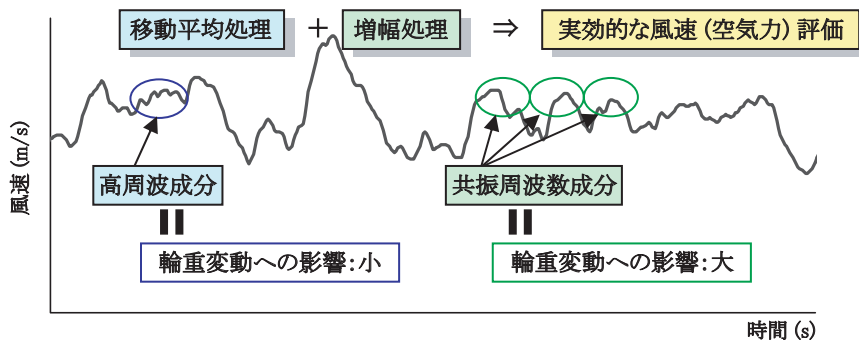 移動平均処理 + 増幅処理 ⇒ 実効的な風速(空気力)評価
風速(m/s)
高周波成分
共振周波数成分
輪重変動への影響:小
輪重変動への影響:大
時間(s)